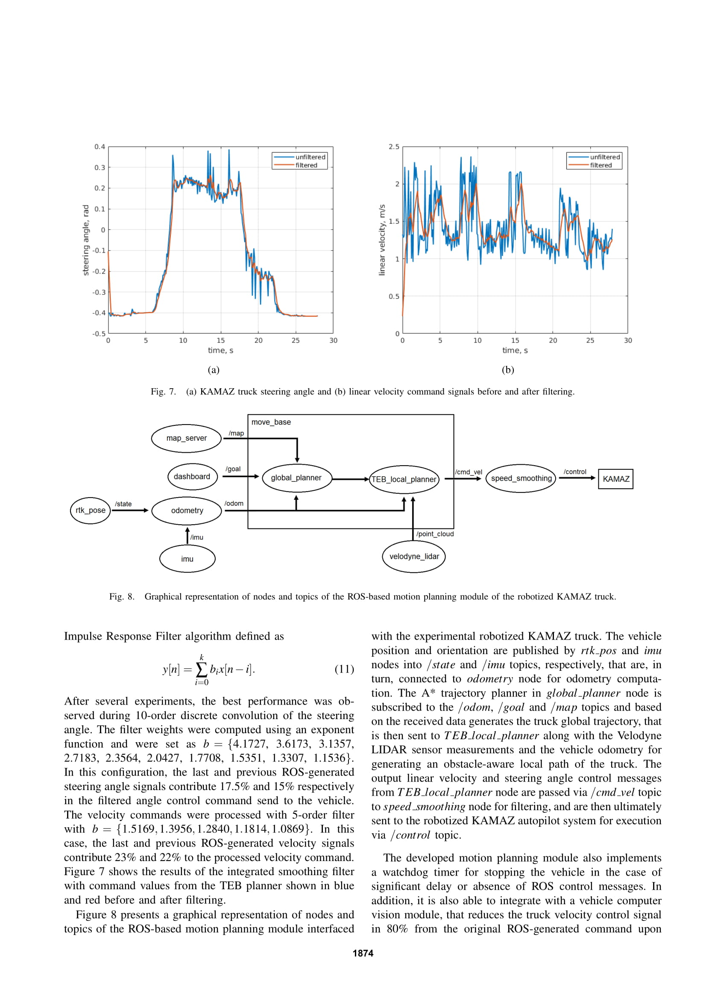 0.4
0.3
0.2
0.1
0
-0.1
-0.2
-0.3
-0.4
-0.5
steering angle, rad
unfiltered
filtered
0 5 10 15 20 25 30
time, s
(a)
2.5
2
1.5
1
0.5
0
linear velocity, m/s
unfiltered
filtered
0 5 10 15 20 25 30
time, s
(b)
Fig. 7. (a) KAMAZ truck steering angle and (b) linear velocity command signals before and after filtering.
move_base
map_server
/map
dashboard
/goal
global_planner
TEB_local_planner
/cmd_vel
speed_smoothing
/control
KAMAZ
rtk_pose
/state
odometry
/odom
/imu
imu
/point_cloud
velodyne_lidar
Fig. 8. Graphical representation of nodes and topics of the ROS-based motion planning module of the robotized KAMAZ truck.
Impulse Response Filter algorithm defined as
y[n] = ∑_{i=0}^{k} b_i x[n − i]. (11)
After several experiments, the best performance was ob-
served during 10-order discrete convolution of the steering
angle. The filter weights were computed using an exponent
function and were set as b = {4.1727, 3.6173, 3.1357,
2.7183, 2.3564, 2.0427, 1.7708, 1.5351, 1.3307, 1.1536}.
In this configuration, the last and previous ROS-generated
steering angle signals contribute 17.5% and 15% respectively
in the filtered angle control command send to the vehicle.
The velocity commands were processed with 5-order filter
with b = {1.5169, 1.3956, 1.2840, 1.1814, 1.0869}. In this
case, the last and previous ROS-generated velocity signals
contribute 23% and 22% to the processed velocity command.
Figure 7 shows the results of the integrated smoothing filter
with command values from the TEB planner shown in blue
and red before and after filtering.
Figure 8 presents a graphical representation of nodes and
topics of the ROS-based motion planning module interfaced
with the experimental robotized KAMAZ truck. The vehicle
position and orientation are published by rtk_pos and imu
nodes into /state and /imu topics, respectively, that are, in
turn, connected to odometry node for odometry computa-
tion. The A* trajectory planner in global_planner node is
subscribed to the /odom, /goal and /map topics and based
on the received data generates the truck global trajectory, that
is then sent to TEB_local_planner along with the Velodyne
LIDAR sensor measurements and the vehicle odometry for
generating an obstacle-aware local path of the truck. The
output linear velocity and steering angle control messages
from TEB_local_planner node are passed via /cmd_vel topic
to speed_smoothing node for filtering, and are then ultimately
sent to the robotized KAMAZ autopilot system for execution
via /control topic.
The developed motion planning module also implements
a watchdog timer for stopping the vehicle in the case of
significant delay or absence of ROS control messages. In
addition, it is also able to integrate with a vehicle computer
vision module, that reduces the truck velocity control signal
in 80% from the original ROS-generated command upon
1874